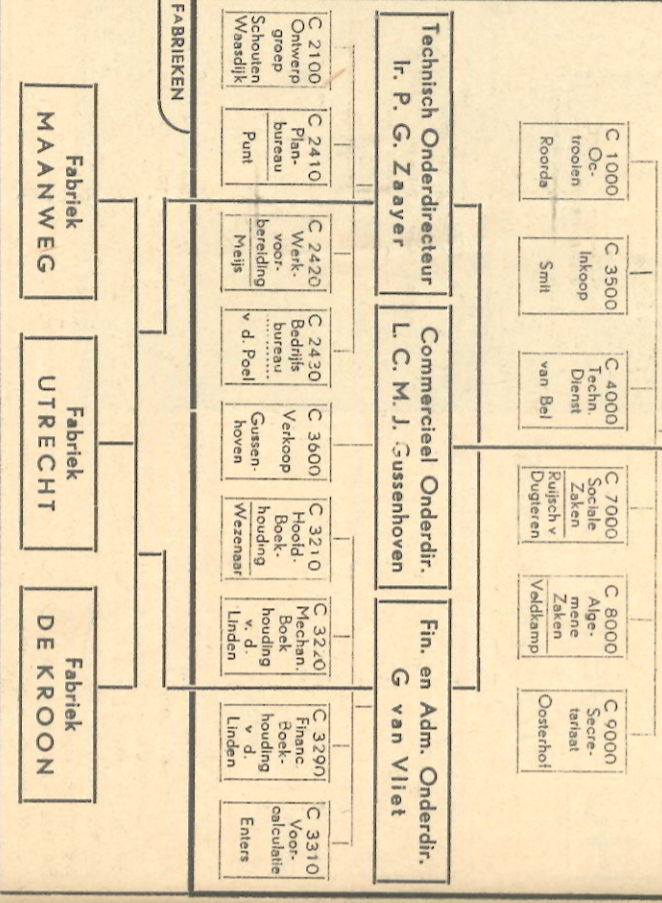 C 1000
Oc-
trooien
Roorda
C 3500
Inkoop
Smit
C 4000
Techn.
Dienst
van Bel
C 7000
Sociale
Zaken
Ruijsch v
Dugteren
C 8000
Alge-
mene
Zaken
Veldkamp
C 9000
Secre-
tariaat
Oosterhof
Technisch Onderdirecteur
Ir. P. G. Zaayer
Commercieel Onderdir.
L. C. M. J. Gussenhoven
Fin. en Adm. Onderdir.
G van Vliet
C 2100
Ontwerp
groep
Schouten
Waasdijk
C 2410
Plan-
bureau
Punt
C 2420
Werk-
voor-
bereiding
Meijs
C 2430
Bedrijfs
bureau
v d. Poel
C 3600
Verkoop
Gussen-
hoven
C 3210
Hoofd-
Boek-
houding
Wezenaar
C 3220
Mechan.
Boek
houding
v. d.
Linden
C 3290
Financ.
Boek-
houding
v d.
Linden
C 3310
Voor-
calculatie
Enters
FABRIEKEN
Fabriek
MAANWEG
Fabriek
UTRECHT
Fabriek
DE KROON